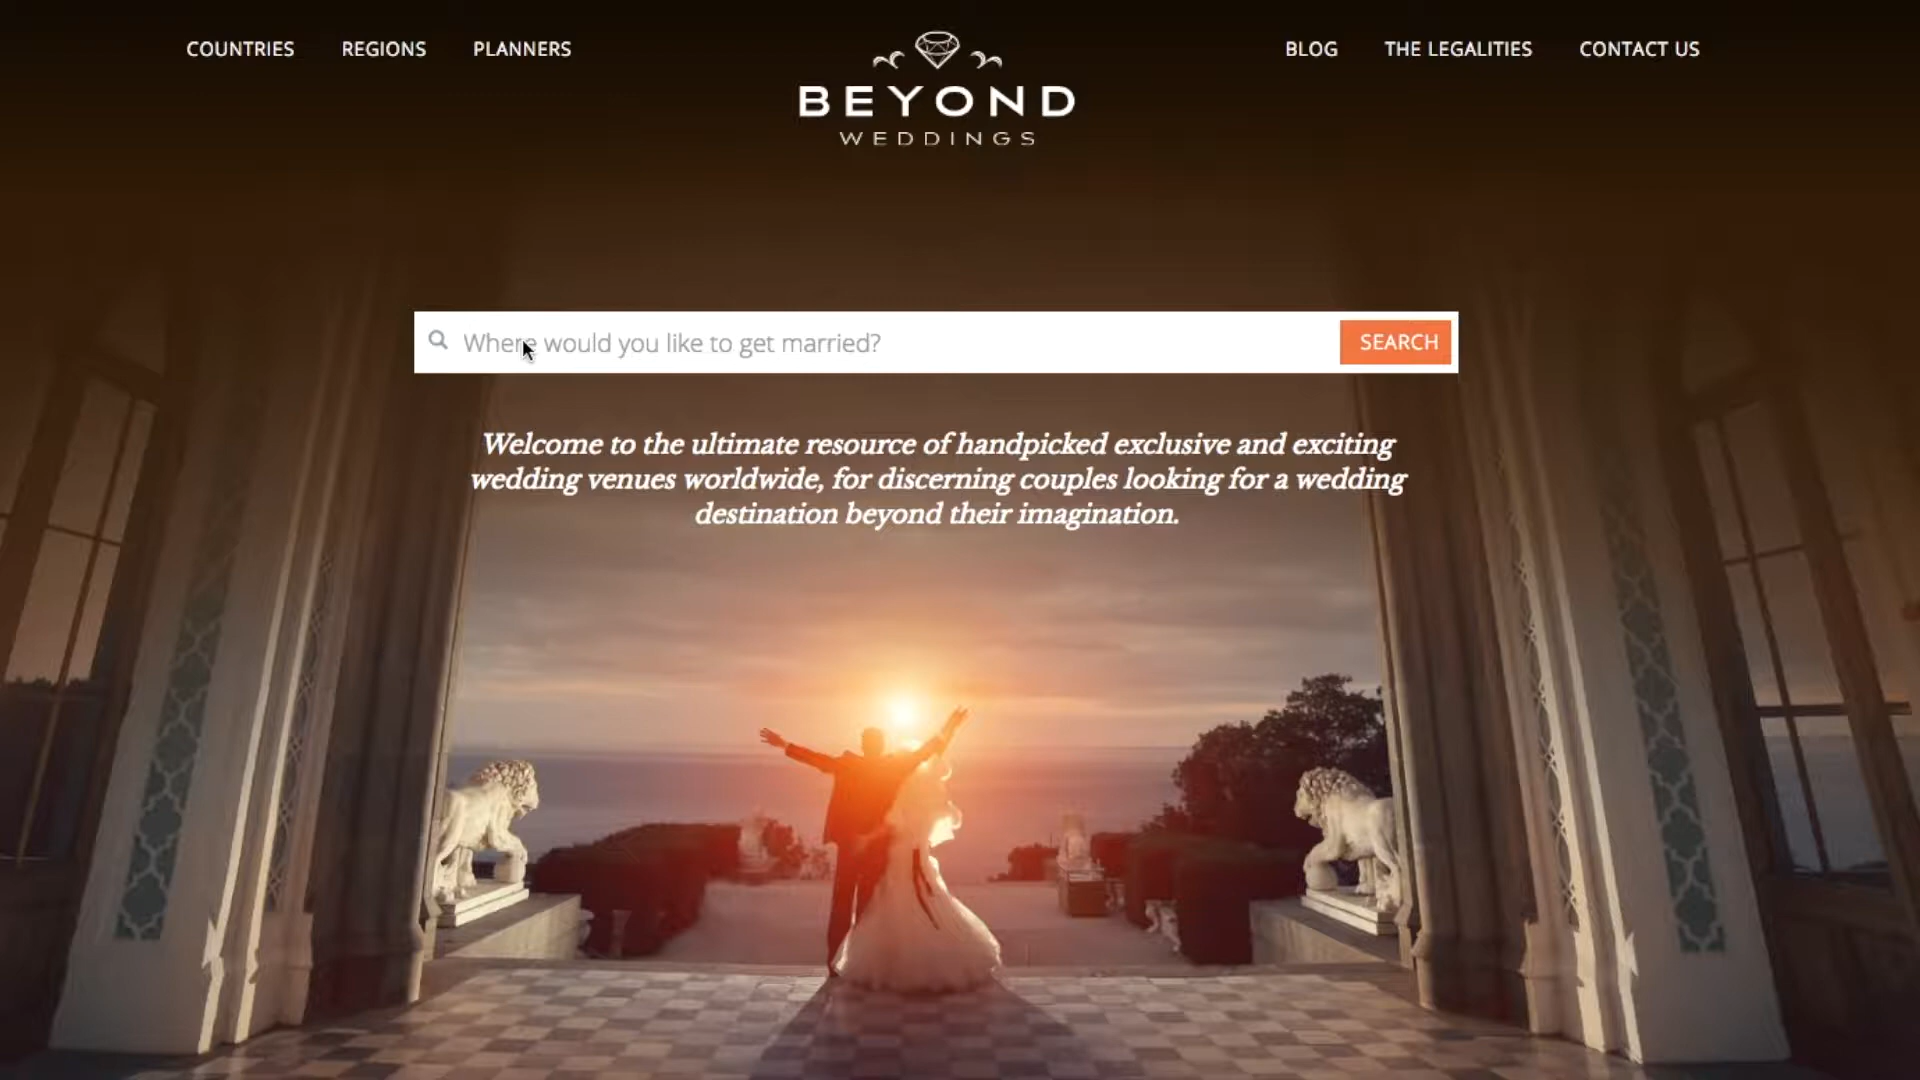 COUNTRIES REGIONS PLANNERS BLOG THE LEGALITIES CONTACT US
BEYOND
WEDDINGS
Where would you like to get married? SEARCH
Welcome to the ultimate resource of handpicked exclusive and exciting
wedding venues worldwide, for discerning couples looking for a wedding
destination beyond their imagination.